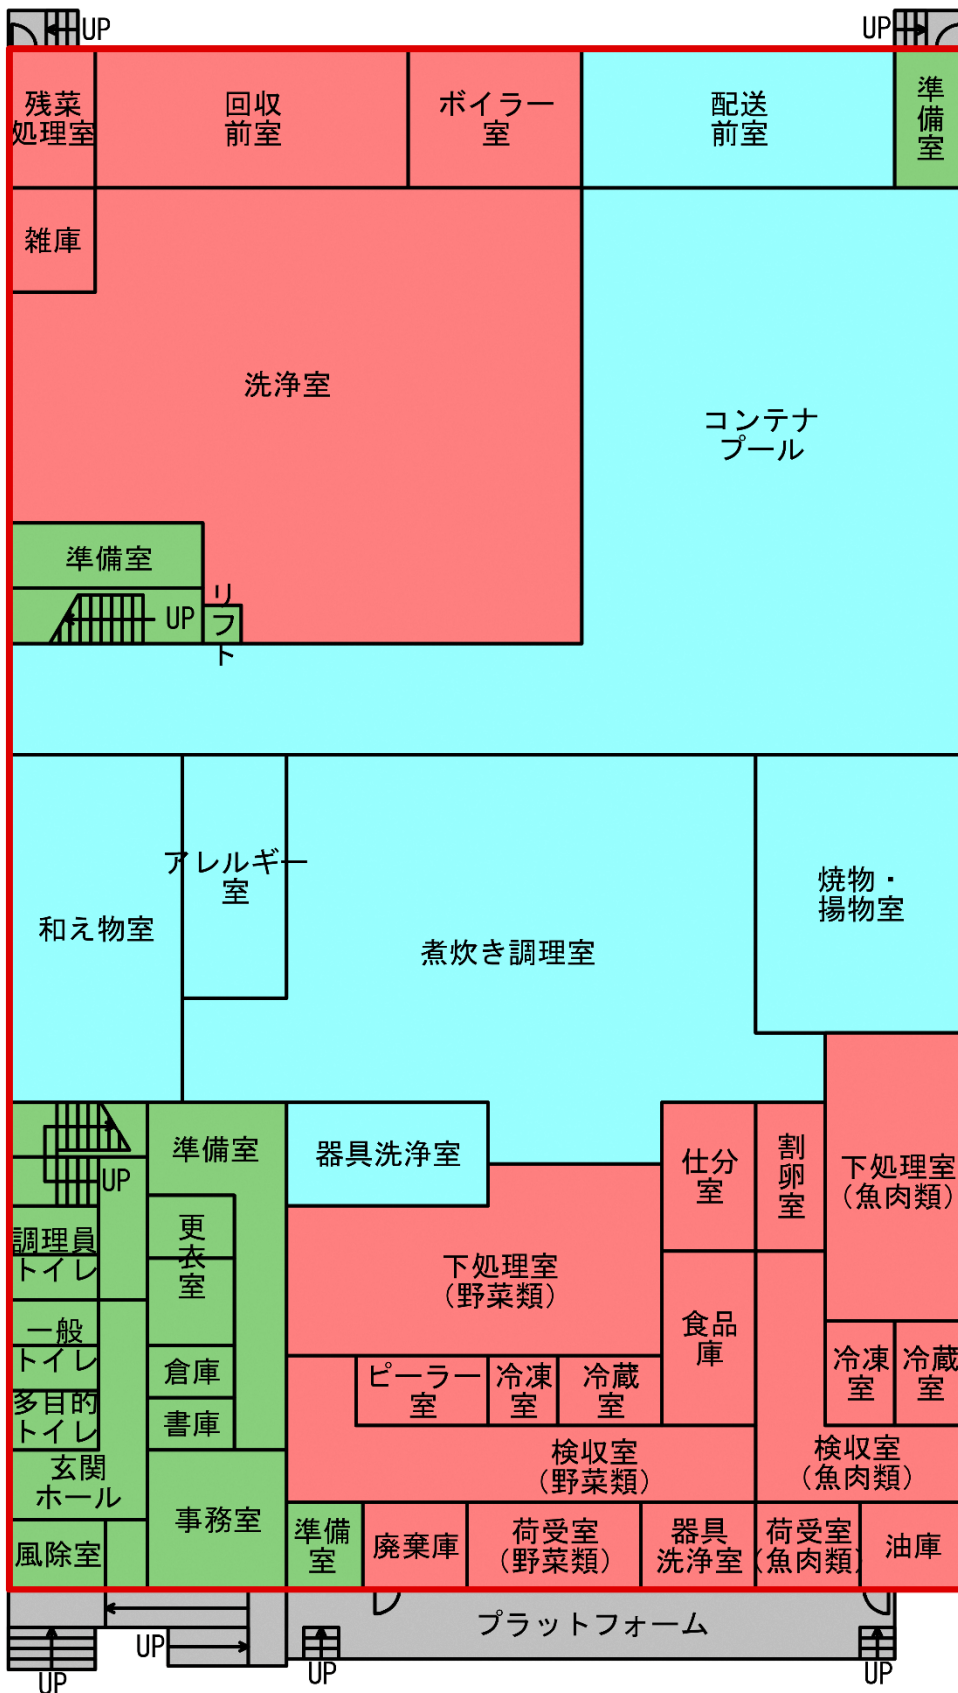 UP
UP
残菜
処理室
回収
前室
ボイラー
室
配送
前室
準
備
室
雑庫
洗浄室
コンテナ
プール
準備室
UP
リ
フ
ト
和え物室
アレルギー
室
煮炊き調理室
焼物・
揚物室
UP
準備室
器具洗浄室
仕分
室
割
卵
室
下処理室
(魚肉類)
調理員
トイレ
更
衣
室
下処理室
(野菜類)
食品
庫
一般
トイレ
倉庫
ピーラー
室
冷凍
室
冷蔵
室
冷凍
室
冷蔵
室
多目的
トイレ
書庫
玄関
ホール
検収室
(野菜類)
検収室
(魚肉類)
風除室
事務室
準備
室
廃棄庫
荷受室
(野菜類)
器具
洗浄室
荷受室
(魚肉類)
油庫
プラットフォーム
UP
UP
UP
UP